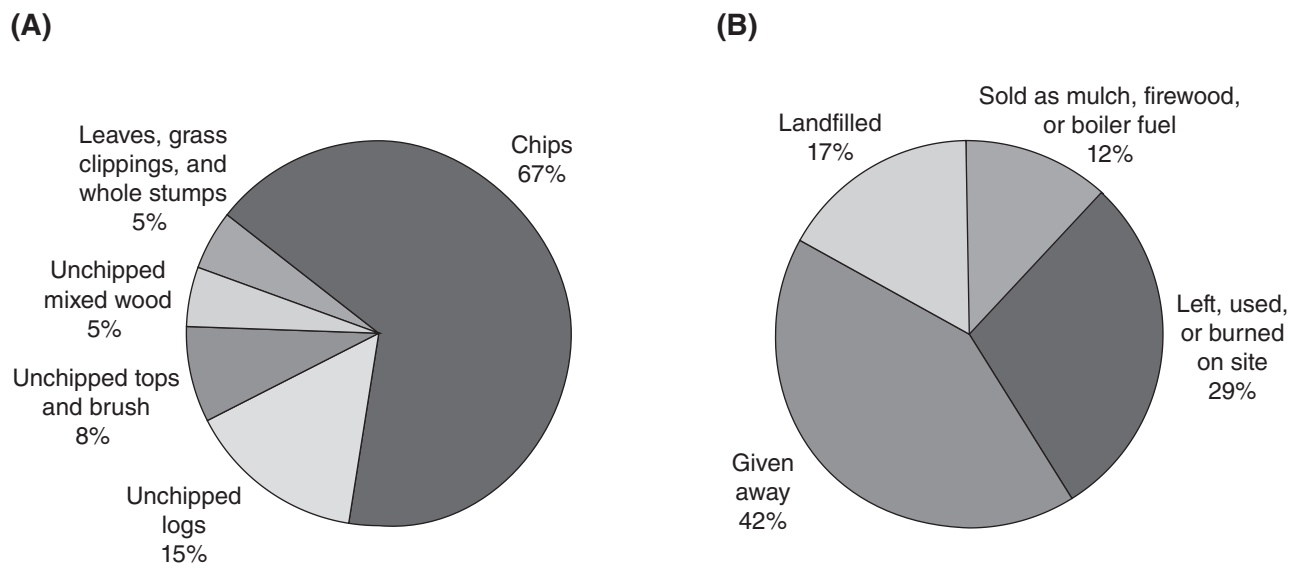 (A)
Leaves, grass
clippings, and
whole stumps
5%
Chips
67%
Unchipped
mixed wood
5%
Unchipped tops
and brush
8%
Unchipped
logs
15%
(B)
Landfilled
17%
Sold as mulch, firewood,
or boiler fuel
12%
Left, used,
or burned
on site
29%
Given
away
42%